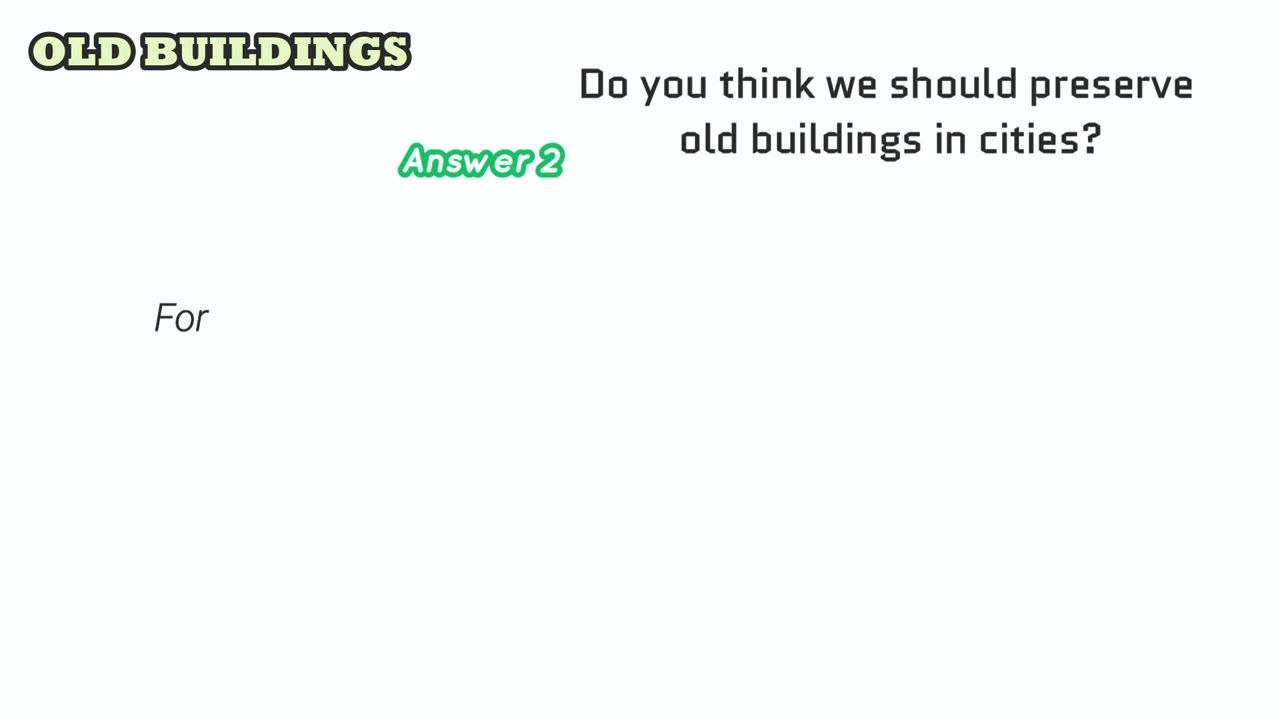 OLD BUILDINGS
Do you think we should preserve
old buildings in cities?
Answer 2
For